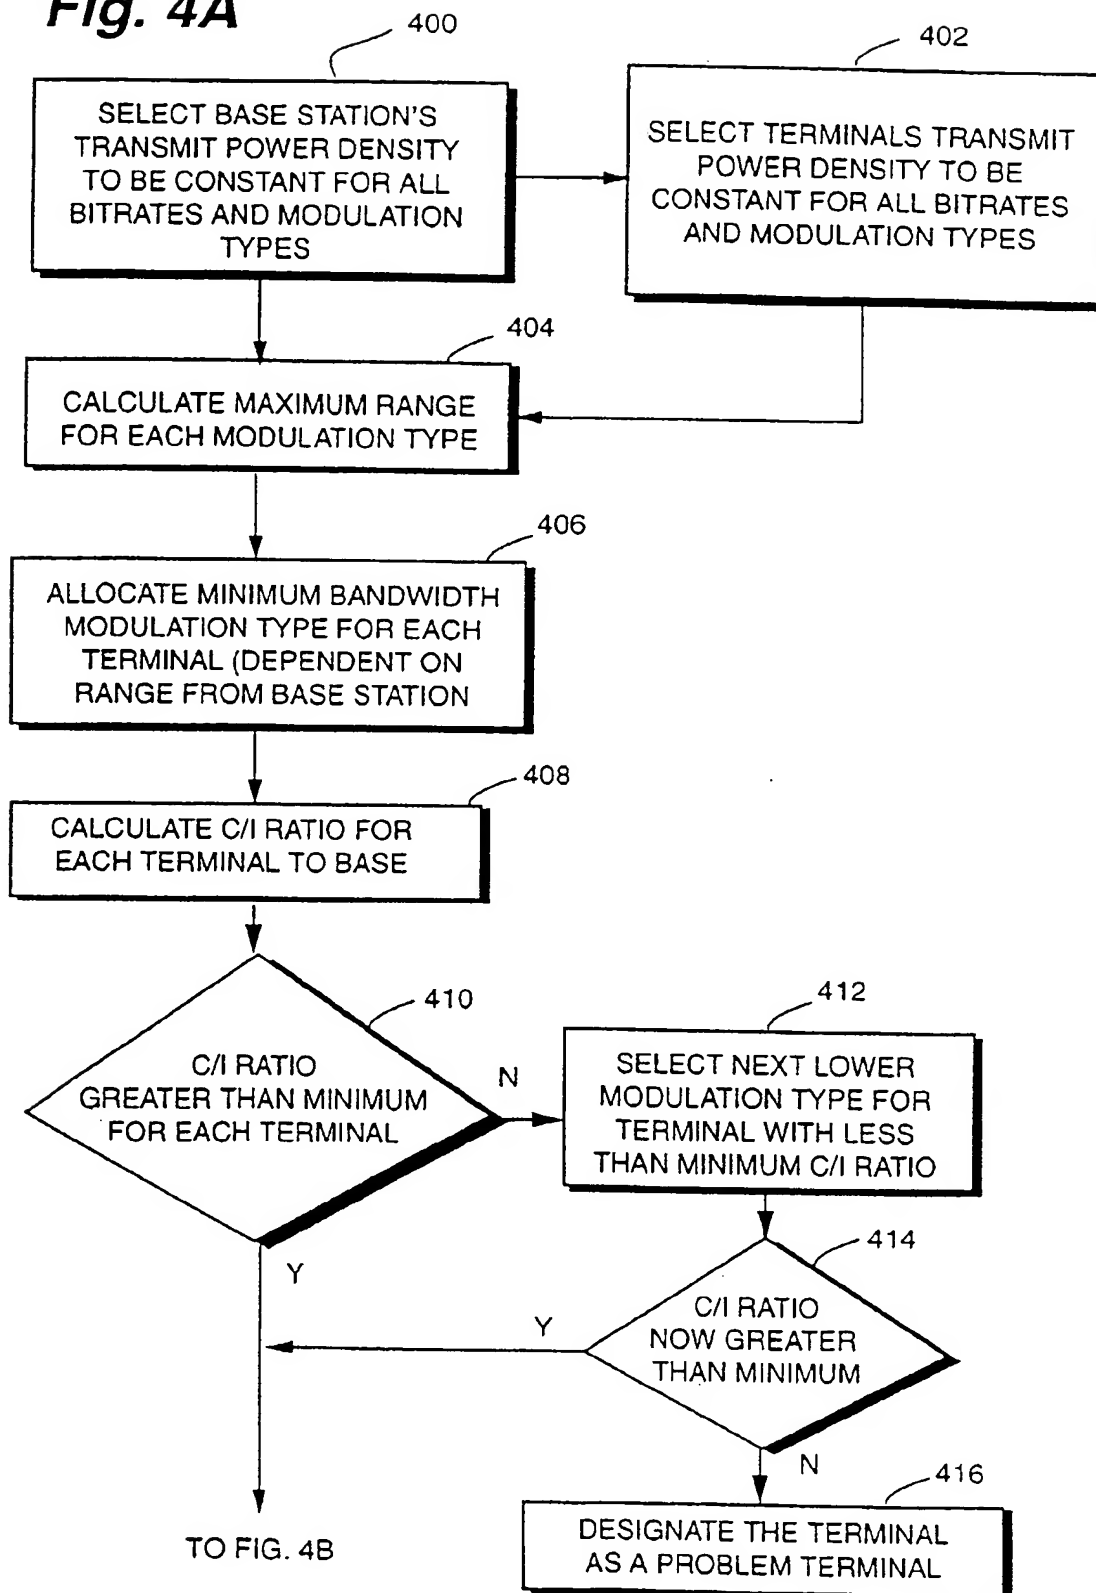 Fig. 4A
400
402
SELECT BASE STATION'S
TRANSMIT POWER DENSITY
TO BE CONSTANT FOR ALL
BITRATES AND MODULATION
TYPES
SELECT TERMINALS TRANSMIT
POWER DENSITY TO BE
CONSTANT FOR ALL BITRATES
AND MODULATION TYPES
404
CALCULATE MAXIMUM RANGE
FOR EACH MODULATION TYPE
406
ALLOCATE MINIMUM BANDWIDTH
MODULATION TYPE FOR EACH
TERMINAL (DEPENDENT ON
RANGE FROM BASE STATION
408
CALCULATE C/I RATIO FOR
EACH TERMINAL TO BASE
410
C/I RATIO
GREATER THAN MINIMUM
FOR EACH TERMINAL
N
Y
412
SELECT NEXT LOWER
MODULATION TYPE FOR
TERMINAL WITH LESS
THAN MINIMUM C/I RATIO
414
C/I RATIO
NOW GREATER
THAN MINIMUM
Y
N
416
DESIGNATE THE TERMINAL
AS A PROBLEM TERMINAL
TO FIG. 4B